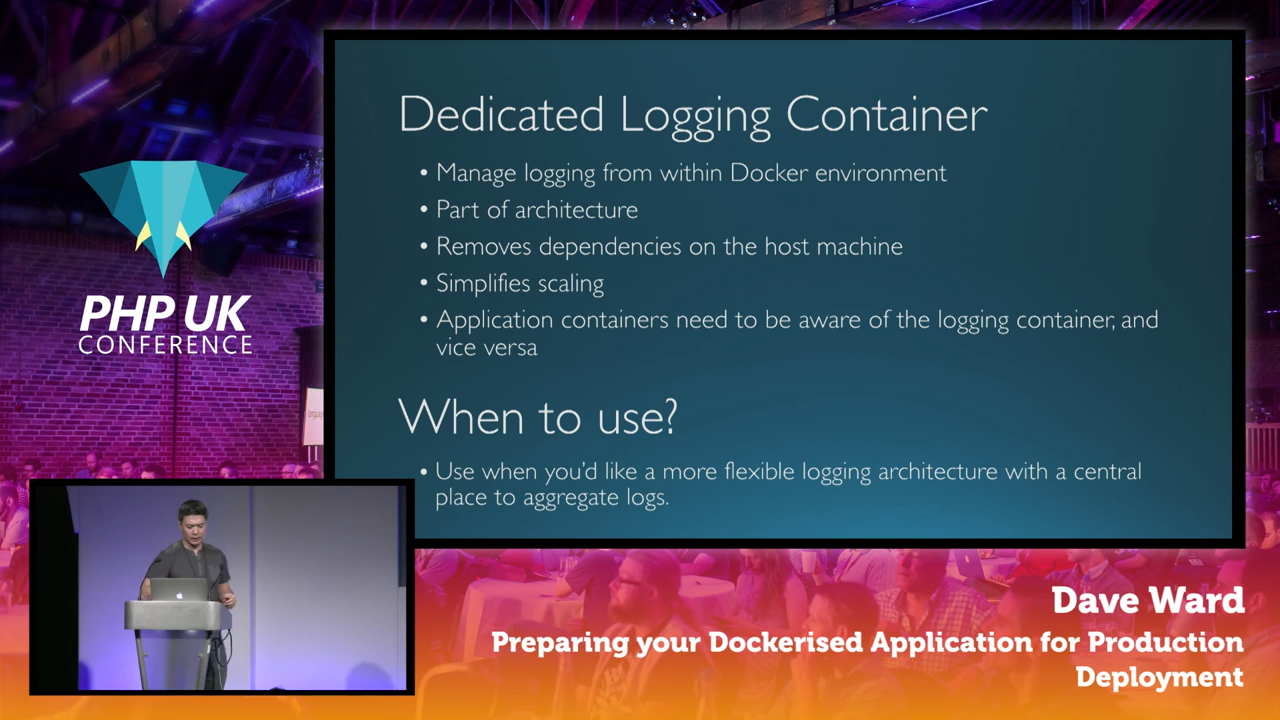 Dedicated Logging Container
• Manage logging from within Docker environment
• Part of architecture
• Removes dependencies on the host machine
• Simplifies scaling
• Application containers need to be aware of the logging container, and
vice versa
When to use?
• Use when you'd like a more flexible logging architecture with a central
place to aggregate logs.
PHP UK
CONFERENCE
Dave Ward
Preparing your Dockerised Application for Production
Deployment